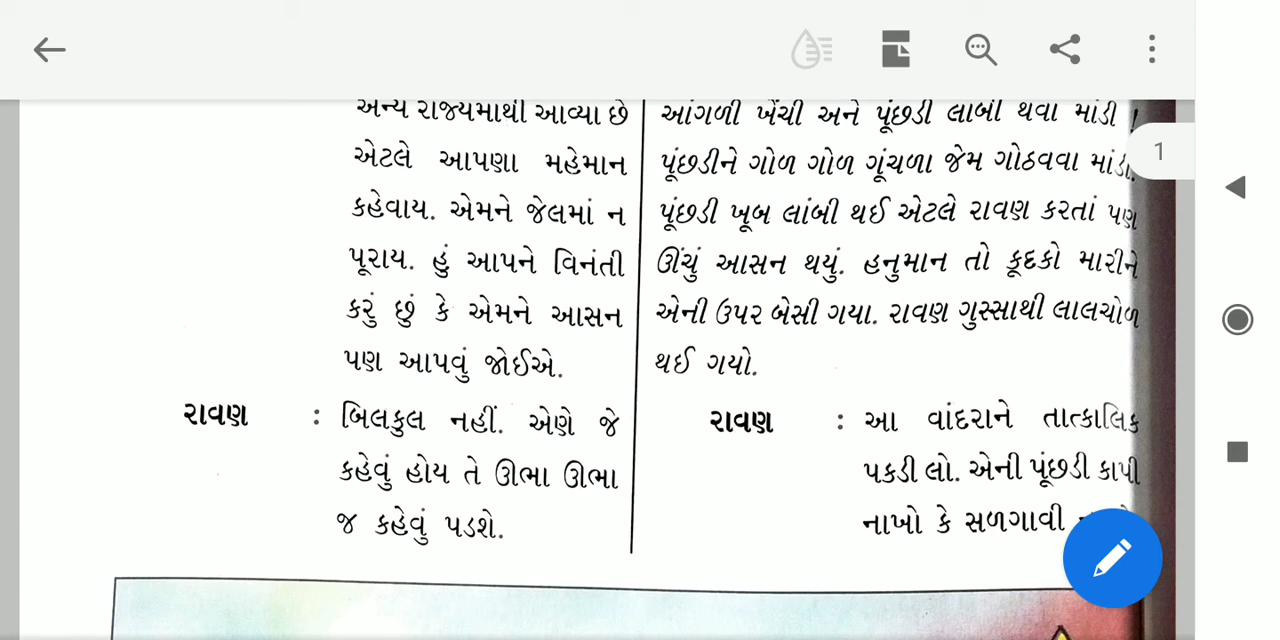 1
અન્ય રાજ્યમાથી આવ્યા છે
એટલે આપણા મહેમાન
કહેવાય. એમને જેલમાં ન
પૂરાય. હું આપને વિનંતી
કરું છું કે એમને આસન
પણ આપવું જોઈએ.
રાવણ : બિલકુલ નહીં. એણે જે
કહેવું હોય તે ઊભા ઊભા
જ કહેવું પડશે.
આંગળી ખેંચી અને પૂંછડી લાંબી થવા માંડી !
પૂંછડીને ગોળ ગોળ ગૂંચળા જેમ ગોઠવવા માંડી.
પૂંછડી ખૂબ લાંબી થઈ એટલે રાવણ કરતાં પણ
ઊંચું આસન થયું. હનુમાન તો કૂદકો મારીને
એની ઉપર બેસી ગયા. રાવણ ગુસ્સાથી લાલચોળ
થઈ ગયો.
રાવણ : આ વાંદરાને તાત્કાલિક
પકડી લો. એની પૂંછડી કાપી
નાખો કે સળગાવી